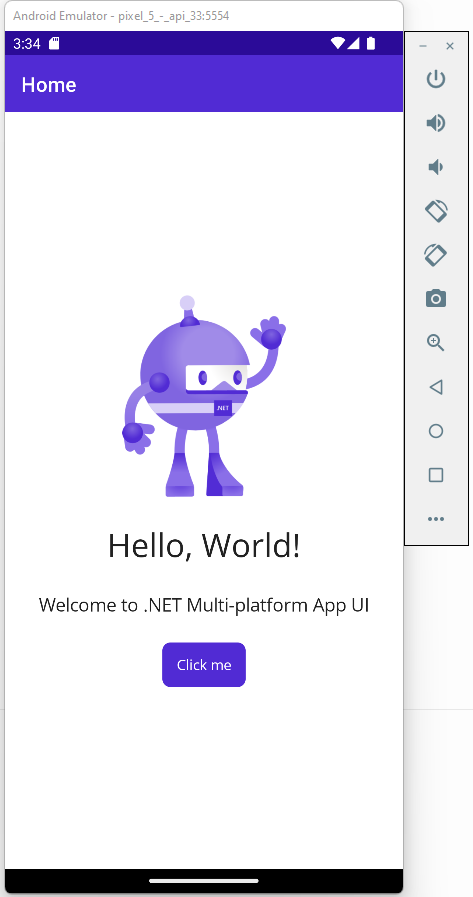 Android Emulator - pixel_5_-_api_33:5554
3:34
Home
.NET
Hello, World!
Welcome to .NET Multi-platform App UI
Click me